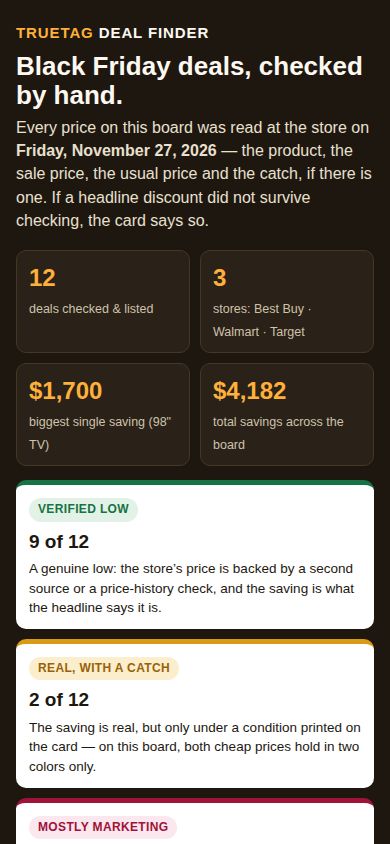 TRUETAG DEAL FINDER
Black Friday deals, checked
by hand.
Every price on this board was read at the store on
Friday, November 27, 2026 — the product, the
sale price, the usual price and the catch, if there is
one. If a headline discount did not survive
checking, the card says so.
12
deals checked & listed
3
stores: Best Buy ·
Walmart · Target
$1,700
biggest single saving (98"
TV)
$4,182
total savings across the
board
VERIFIED LOW
9 of 12
A genuine low: the store’s price is backed by a second
source or a price-history check, and the saving is what
the headline says it is.
REAL, WITH A CATCH
2 of 12
The saving is real, but only under a condition printed on
the card — on this board, both cheap prices hold in two
colors only.
MOSTLY MARKETING